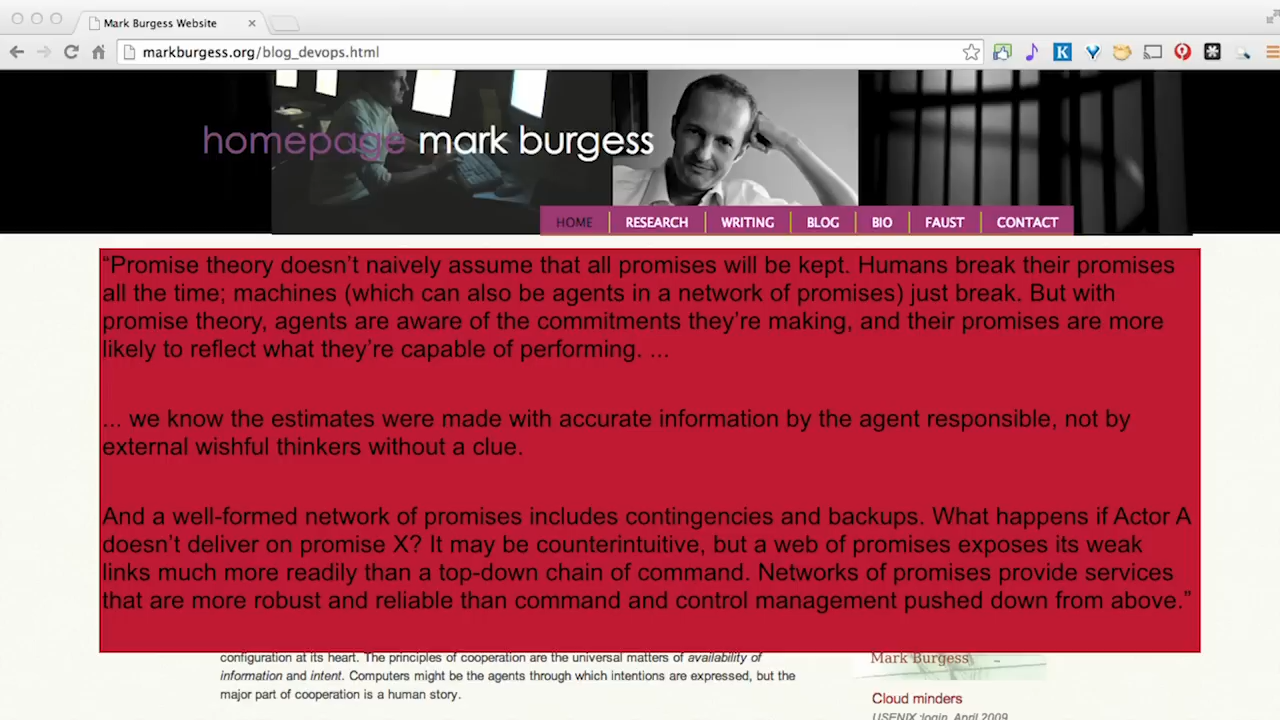 Mark Burgess Website
markburgess.org/blog_devops.html
homepage mark burgess
HOME RESEARCH WRITING BLOG BIO FAUST CONTACT
“Promise theory doesn’t naively assume that all promises will be kept. Humans break their promises
all the time; machines (which can also be agents in a network of promises) just break. But with
promise theory, agents are aware of the commitments they’re making, and their promises are more
likely to reflect what they’re capable of performing. ...
... we know the estimates were made with accurate information by the agent responsible, not by
external wishful thinkers without a clue.
And a well-formed network of promises includes contingencies and backups. What happens if Actor A
doesn’t deliver on promise X? It may be counterintuitive, but a web of promises exposes its weak
links much more readily than a top-down chain of command. Networks of promises provide services
that are more robust and reliable than command and control management pushed down from above.”
configuration at its heart. The principles of cooperation are the universal matters of availability of
information and intent. Computers might be the agents through which intentions are expressed, but the
major part of cooperation is a human story.
Mark Burgess
Cloud minders
USENIX ;login, April 2009